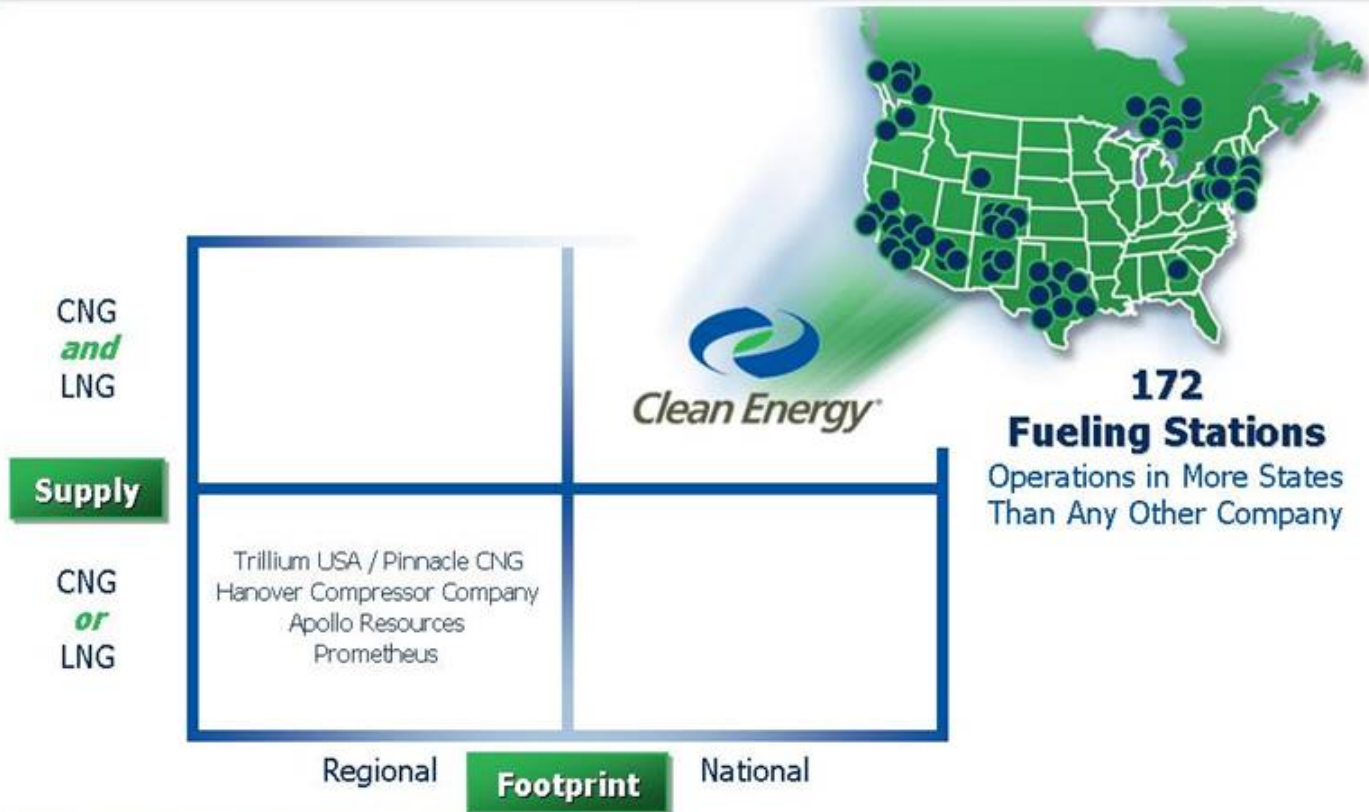 CNG
and
LNG
Supply
CNG
or
LNG
Clean Energy®
172
Fueling Stations
Operations in More States
Than Any Other Company
Trillium USA / Pinnacle CNG
Hanover Compressor Company
Apollo Resources
Prometheus
Regional
Footprint
National